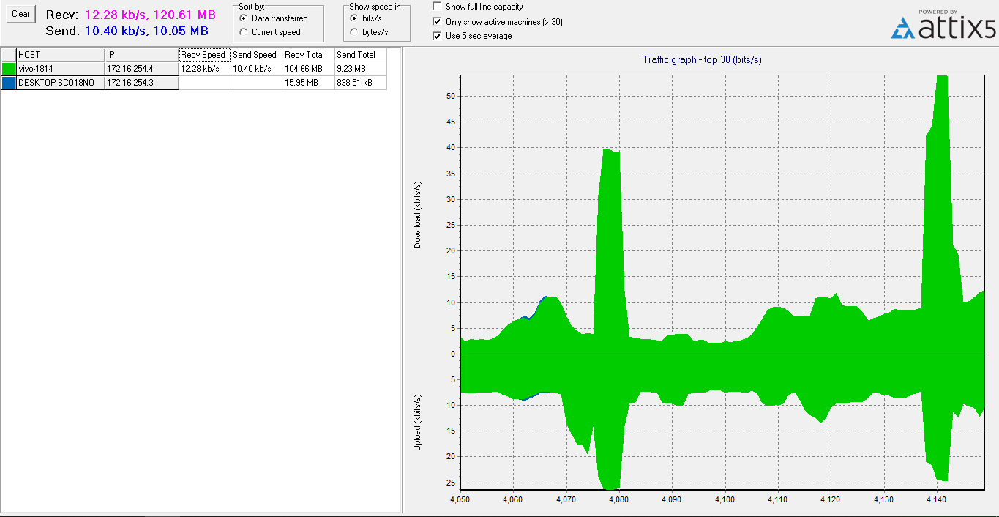 Clear
Recv: 12.28 kb/s, 120.61 MB
Send: 10.40 kb/s, 10.05 MB
Sort by:
Data transferred
Current speed
Show speed in
bits/s
bytes/s
Show full line capacity
Only show active machines (> 30)
Use 5 sec average
POWERED BY
attix5
HOST IP Recv Speed Send Speed Recv Total Send Total
vivo-1814 172.16.254.4 12.28 kb/s 10.40 kb/s 104.66 MB 9.23 MB
DESKTOP-SCO18NO 172.16.254.3 15.95 MB 838.51 kB
Traffic graph - top 30 (bits/s)
Download (kbits/s)
Upload (kbits/s)
50
45
40
35
30
25
20
15
10
5
0
5
10
15
20
25
4,050 4,060 4,070 4,080 4,090 4,100 4,110 4,120 4,130 4,140